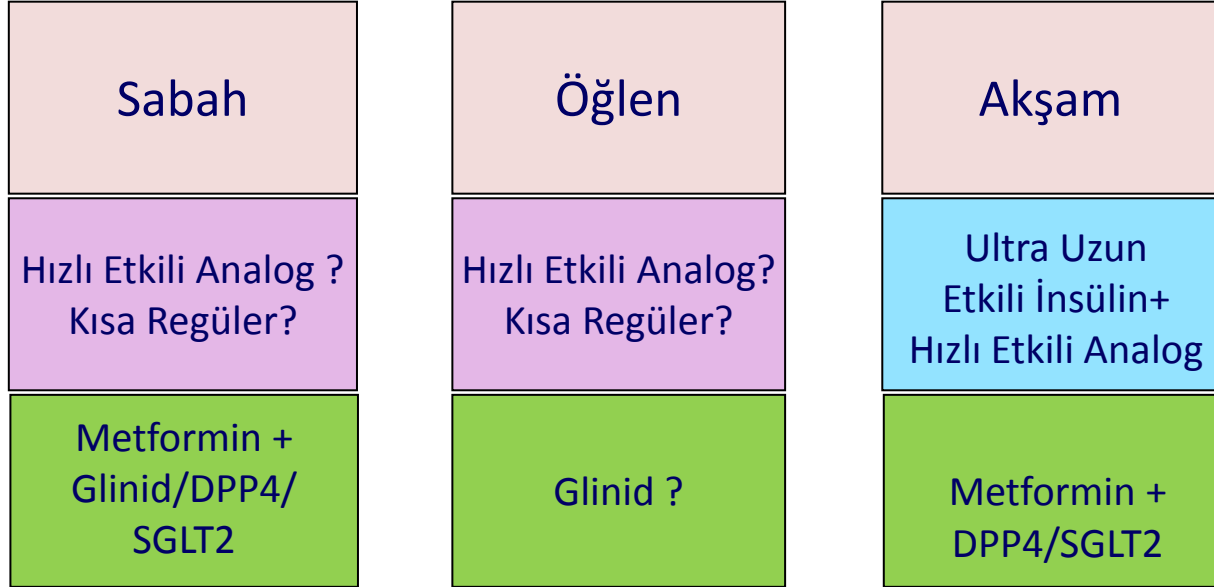 Sabah
Hızlı Etkili Analog ?
Kısa Regüler?
Metformin +
Glinid/DPP4/
SGLT2
Öğlen
Hızlı Etkili Analog?
Kısa Regüler?
Glinid ?
Akşam
Ultra Uzun
Etkili İnsülin+
Hızlı Etkili Analog
Metformin +
DPP4/SGLT2